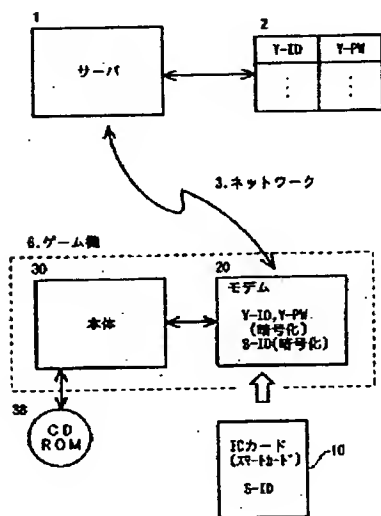 1
サーバ
2
Y-ID Y-PW
3.ネットワーク
6.ゲーム機
30
本体
20
モデム
Y-ID,Y-PW
(暗号化)
S-ID(暗号化)
38
CD
ROM
ICカード
(スマートカード)
S-ID
10